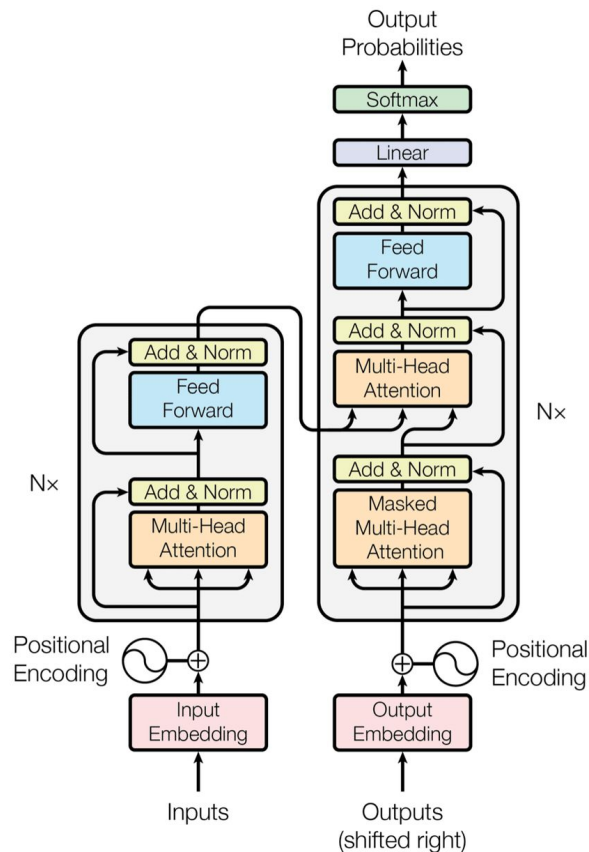 Output
Probabilities
Softmax
Linear
Add & Norm
Feed
Forward
Add & Norm
Multi-Head
Attention
Add & Norm
Masked
Multi-Head
Attention
N×
Positional
Encoding
Output
Embedding
Outputs
(shifted right)
Add & Norm
Feed
Forward
Add & Norm
Multi-Head
Attention
N×
Positional
Encoding
Input
Embedding
Inputs